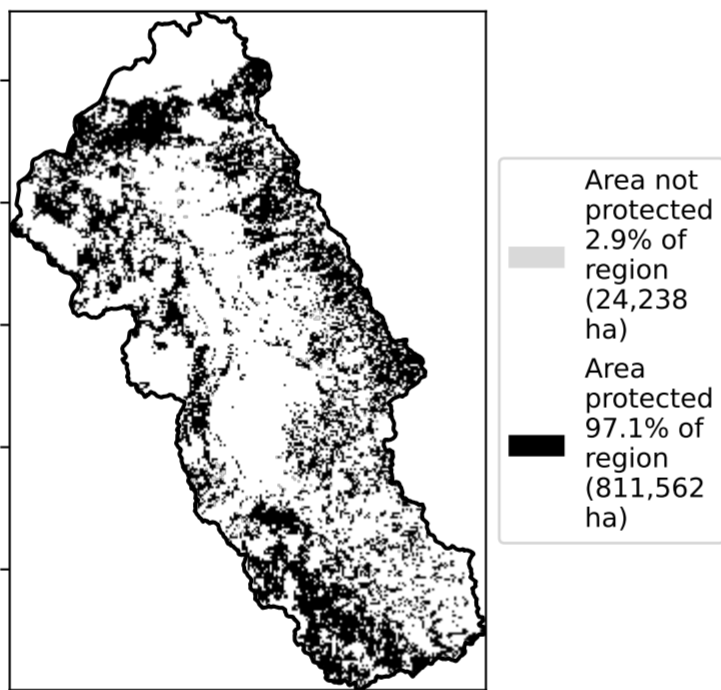 Area not
protected
2.9% of
region
(24,238
ha)
Area
protected
97.1% of
region
(811,562
ha)